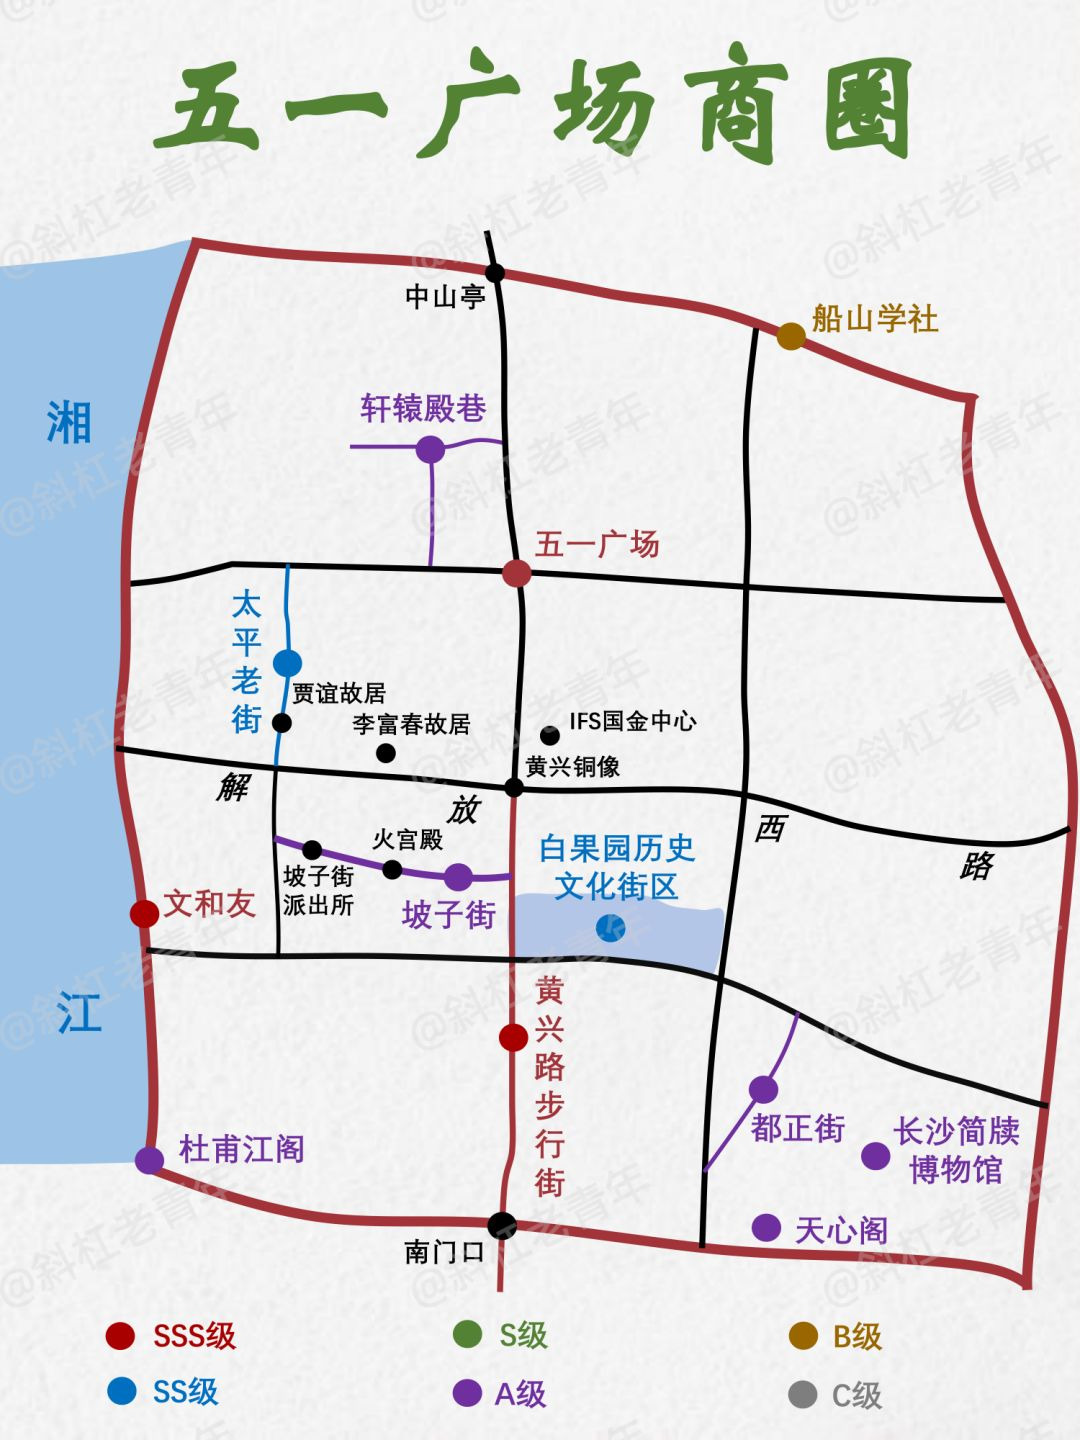 五一广场商圈
中山亭
船山学社
轩辕殿巷
湘
五一广场
太平老街
贾谊故居
李富春故居
IFS国金中心
黄兴铜像
解
放
西
路
火宫殿
白果园历史
文化街区
坡子街
派出所
坡子街
文和友
江
黄兴路步行街
都正街
长沙简牍
博物馆
杜甫江阁
天心阁
南门口
SSS级
S级
B级
SS级
A级
C级
@斜杠老青年